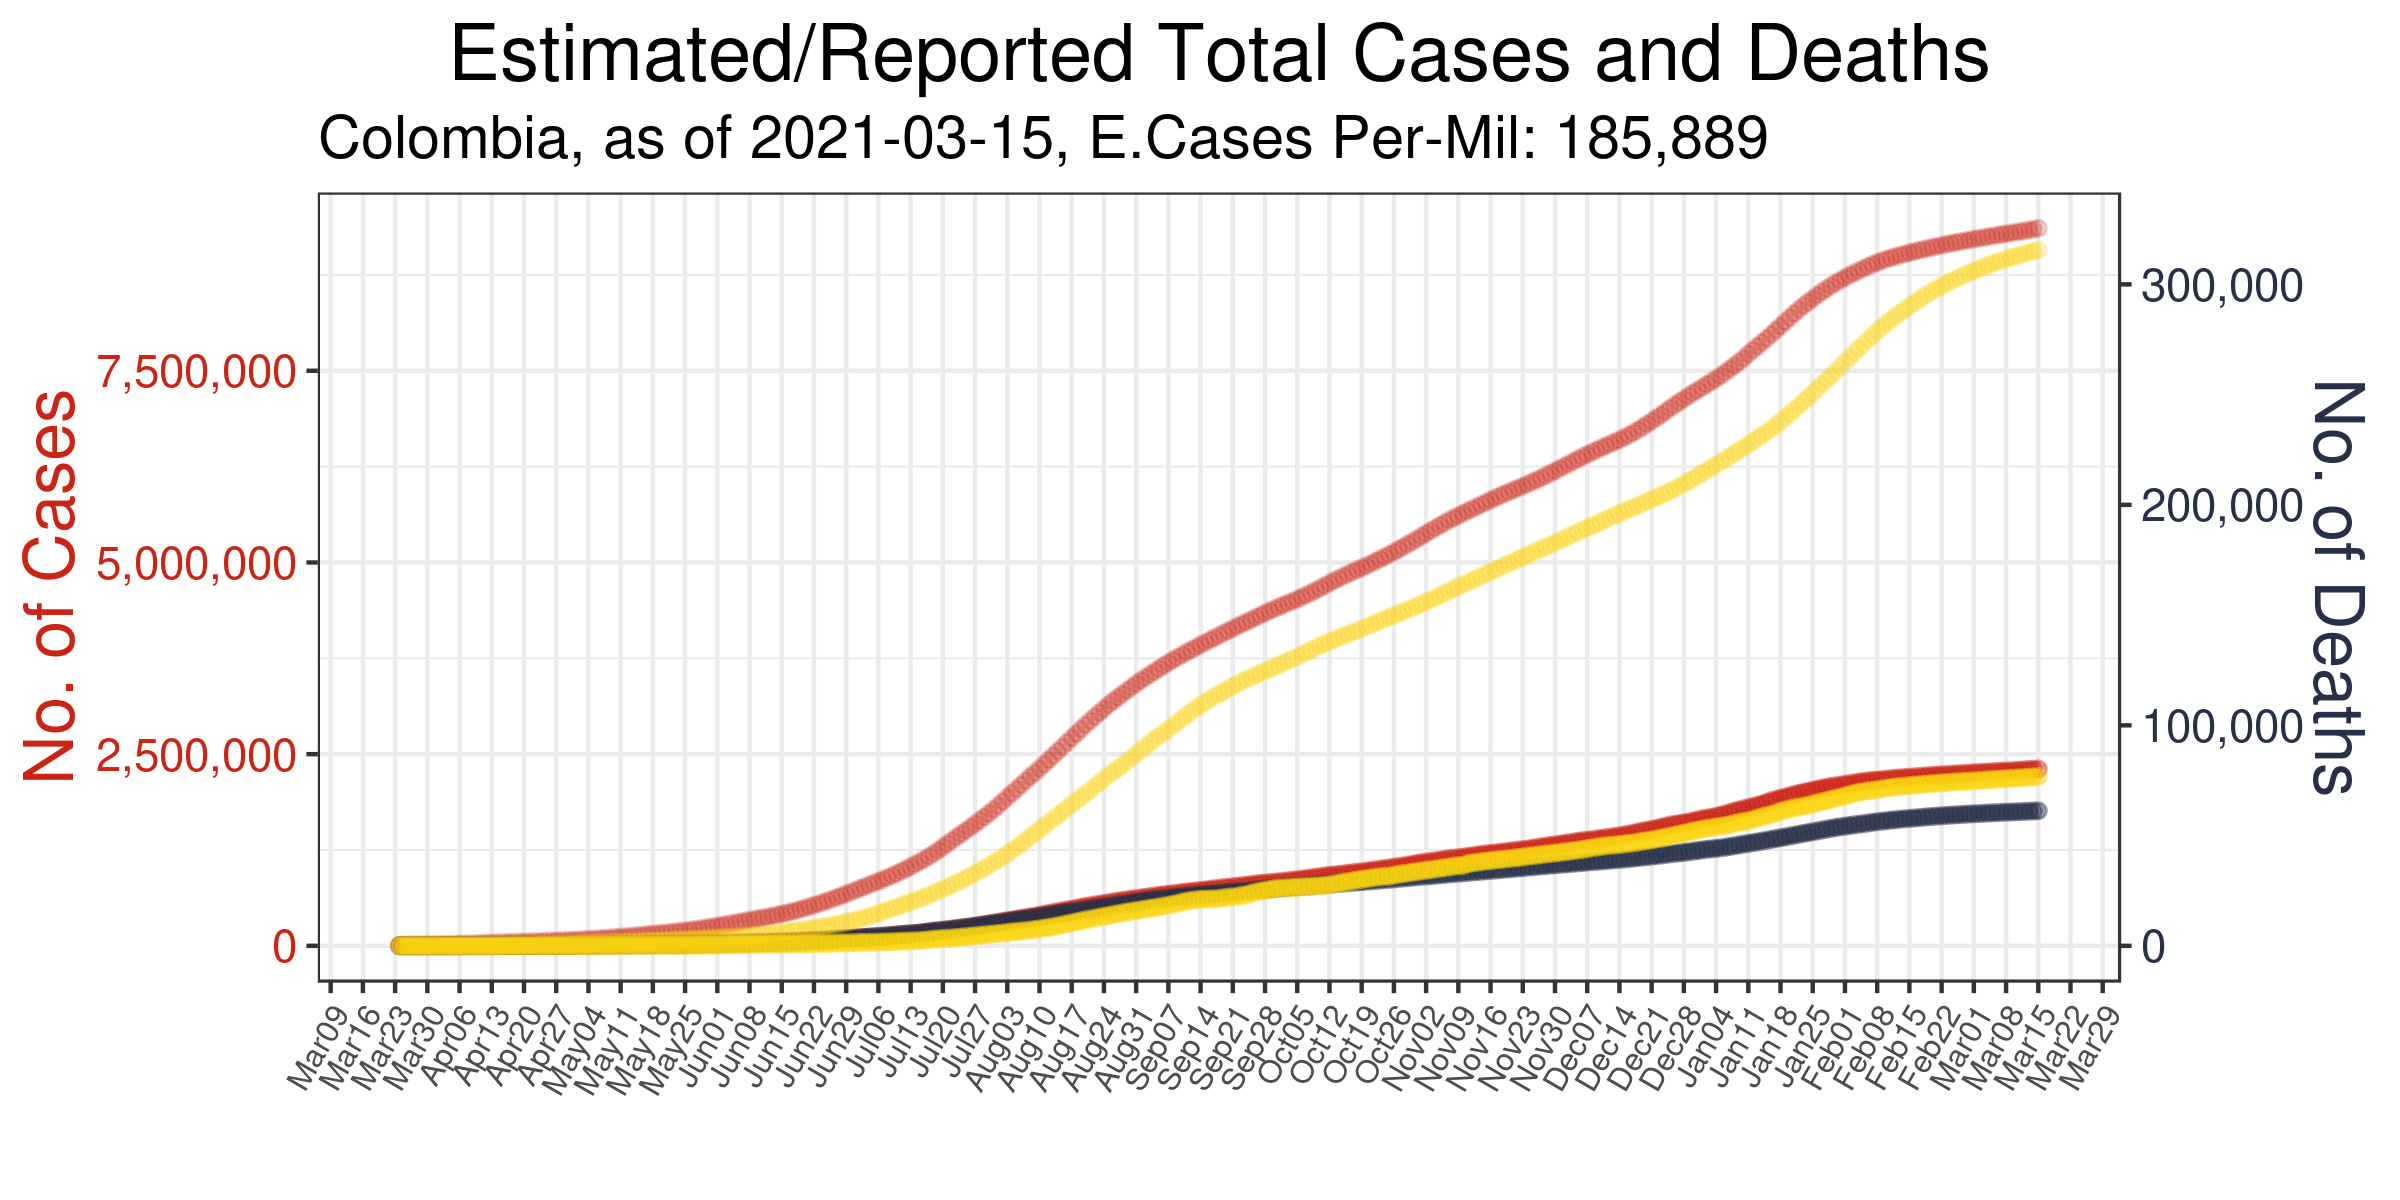 Estimated/Reported Total Cases and Deaths
Colombia, as of 2021-03-15, E.Cases Per-Mil: 185,889
No. of Cases
7,500,000
5,000,000
2,500,000
0
300,000
200,000
100,000
0
No. of Deaths
Mar09
Mar16
Mar23
Mar30
Apr06
Apr13
Apr20
Apr27
May04
May11
May18
May25
Jun01
Jun08
Jun15
Jun22
Jun29
Jul06
Jul13
Jul20
Jul27
Aug03
Aug10
Aug17
Aug24
Aug31
Sep07
Sep14
Sep21
Sep28
Oct05
Oct12
Oct19
Oct26
Nov02
Nov09
Nov16
Nov23
Nov30
Dec07
Dec14
Dec21
Dec28
Jan04
Jan11
Jan18
Jan25
Feb01
Feb08
Feb15
Feb22
Mar01
Mar08
Mar15
Mar22
Mar29